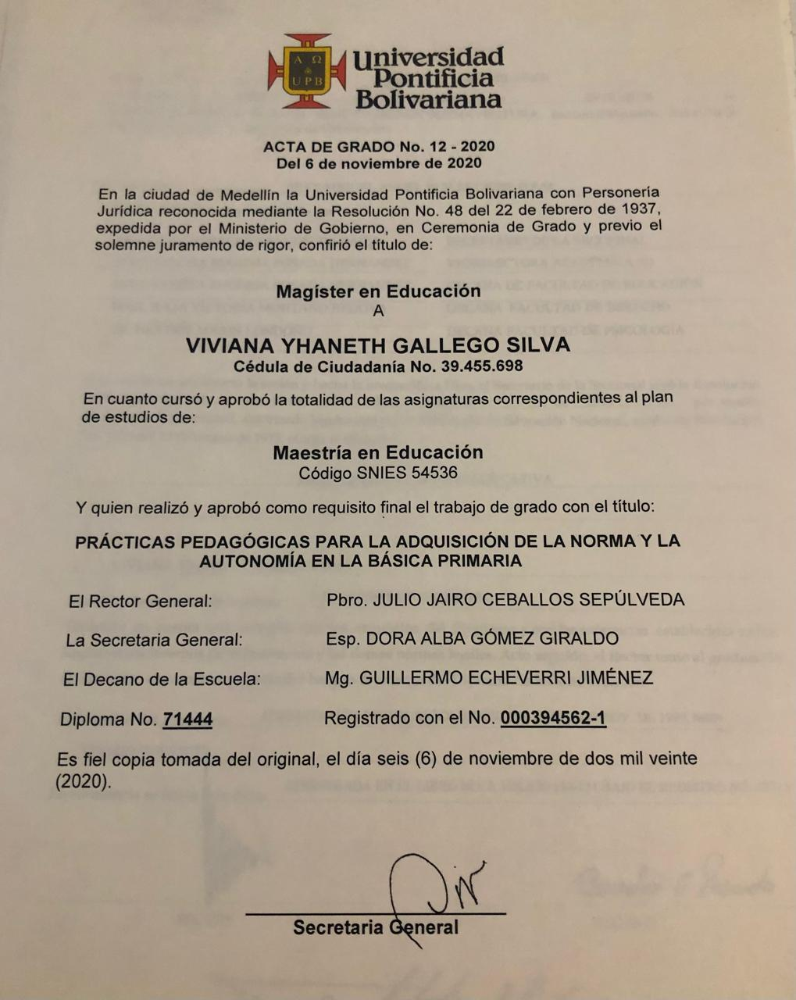 Α Ω
UPB
Universidad
Pontificia
Bolivariana
ACTA DE GRADO No. 12 - 2020
Del 6 de noviembre de 2020
En la ciudad de Medellín la Universidad Pontificia Bolivariana con Personería
Jurídica reconocida mediante la Resolución No. 48 del 22 de febrero de 1937,
expedida por el Ministerio de Gobierno, en Ceremonia de Grado y previo el
solemne juramento de rigor, confirió el título de:
Magíster en Educación
A
VIVIANA YHANETH GALLEGO SILVA
Cédula de Ciudadanía No. 39.455.698
En cuanto cursó y aprobó la totalidad de las asignaturas correspondientes al plan
de estudios de:
Maestría en Educación
Código SNIES 54536
Y quien realizó y aprobó como requisito final el trabajo de grado con el título:
PRÁCTICAS PEDAGÓGICAS PARA LA ADQUISICIÓN DE LA NORMA Y LA
AUTONOMÍA EN LA BÁSICA PRIMARIA
El Rector General: Pbro. JULIO JAIRO CEBALLOS SEPÚLVEDA
La Secretaria General: Esp. DORA ALBA GÓMEZ GIRALDO
El Decano de la Escuela: Mg. GUILLERMO ECHEVERRI JIMÉNEZ
Diploma No. 71444 Registrado con el No. 000394562-1
Es fiel copia tomada del original, el día seis (6) de noviembre de dos mil veinte
(2020).
Secretaria General